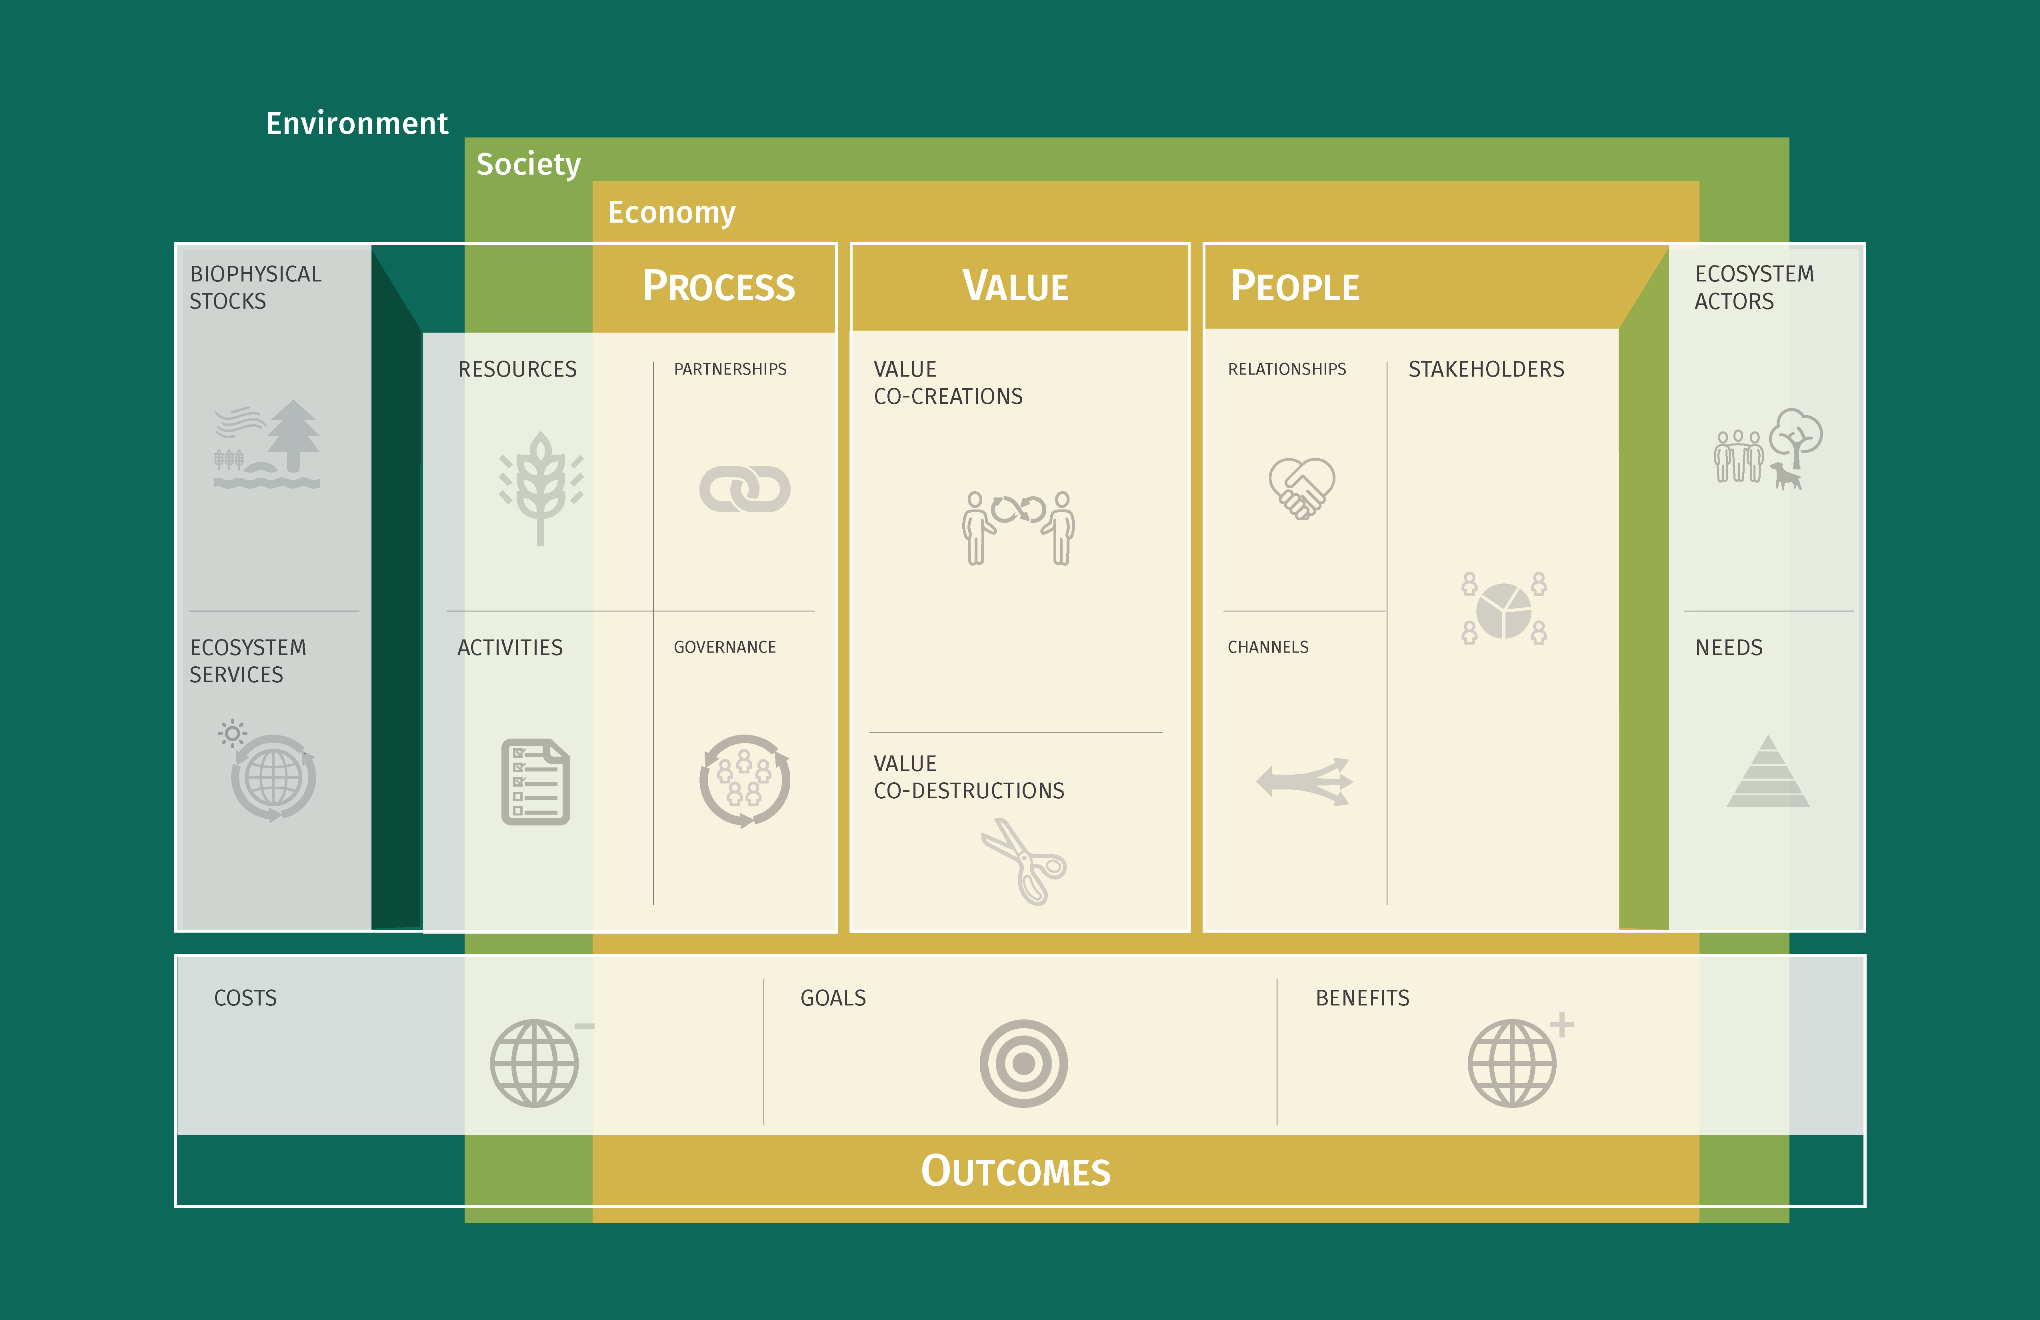 Environment
Society
Economy
PROCESS
VALUE
PEOPLE
BIOPHYSICAL
STOCKS
ECOSYSTEM
SERVICES
RESOURCES
PARTNERSHIPS
ACTIVITIES
GOVERNANCE
VALUE
CO-CREATIONS
VALUE
CO-DESTRUCTIONS
RELATIONSHIPS
STAKEHOLDERS
CHANNELS
ECOSYSTEM
ACTORS
NEEDS
COSTS
GOALS
BENEFITS
OUTCOMES